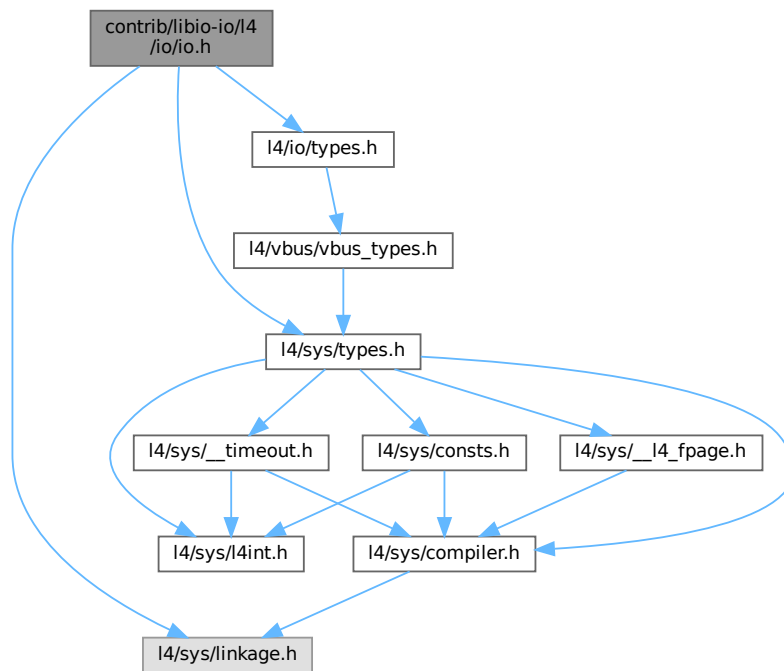 contrib/libio-io/l4
/io/io.h
l4/io/types.h
l4/vbus/vbus_types.h
l4/sys/types.h
l4/sys/__timeout.h
l4/sys/consts.h
l4/sys/__l4_fpage.h
l4/sys/l4int.h
l4/sys/compiler.h
l4/sys/linkage.h